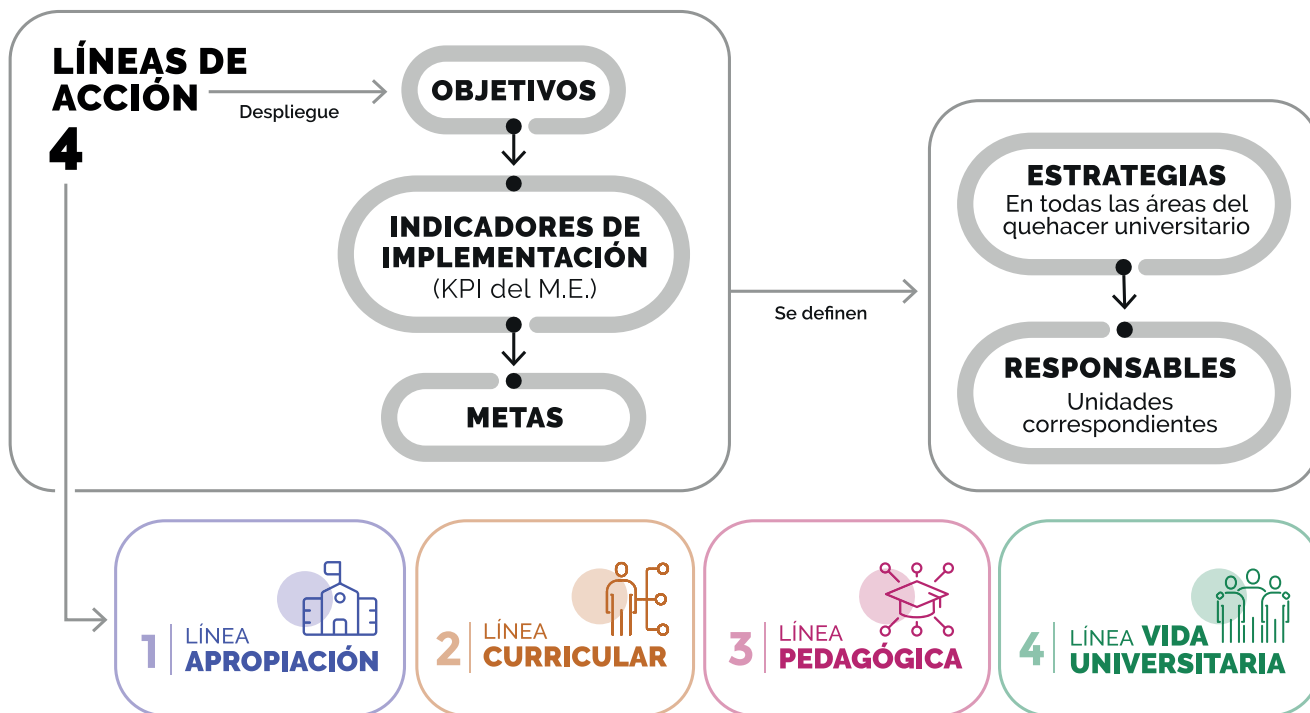 LÍNEAS DE
ACCIÓN
4
Despliegue
OBJETIVOS
INDICADORES DE
IMPLEMENTACIÓN
(KPI del M.E.)
METAS
Se definen
ESTRATEGIAS
En todas las áreas del
quehacer universitario
RESPONSABLES
Unidades
correspondientes
1
LÍNEA
APROPIACIÓN
2
LÍNEA
CURRICULAR
3
LÍNEA
PEDAGÓGICA
4
LÍNEA VIDA
UNIVERSITARIA